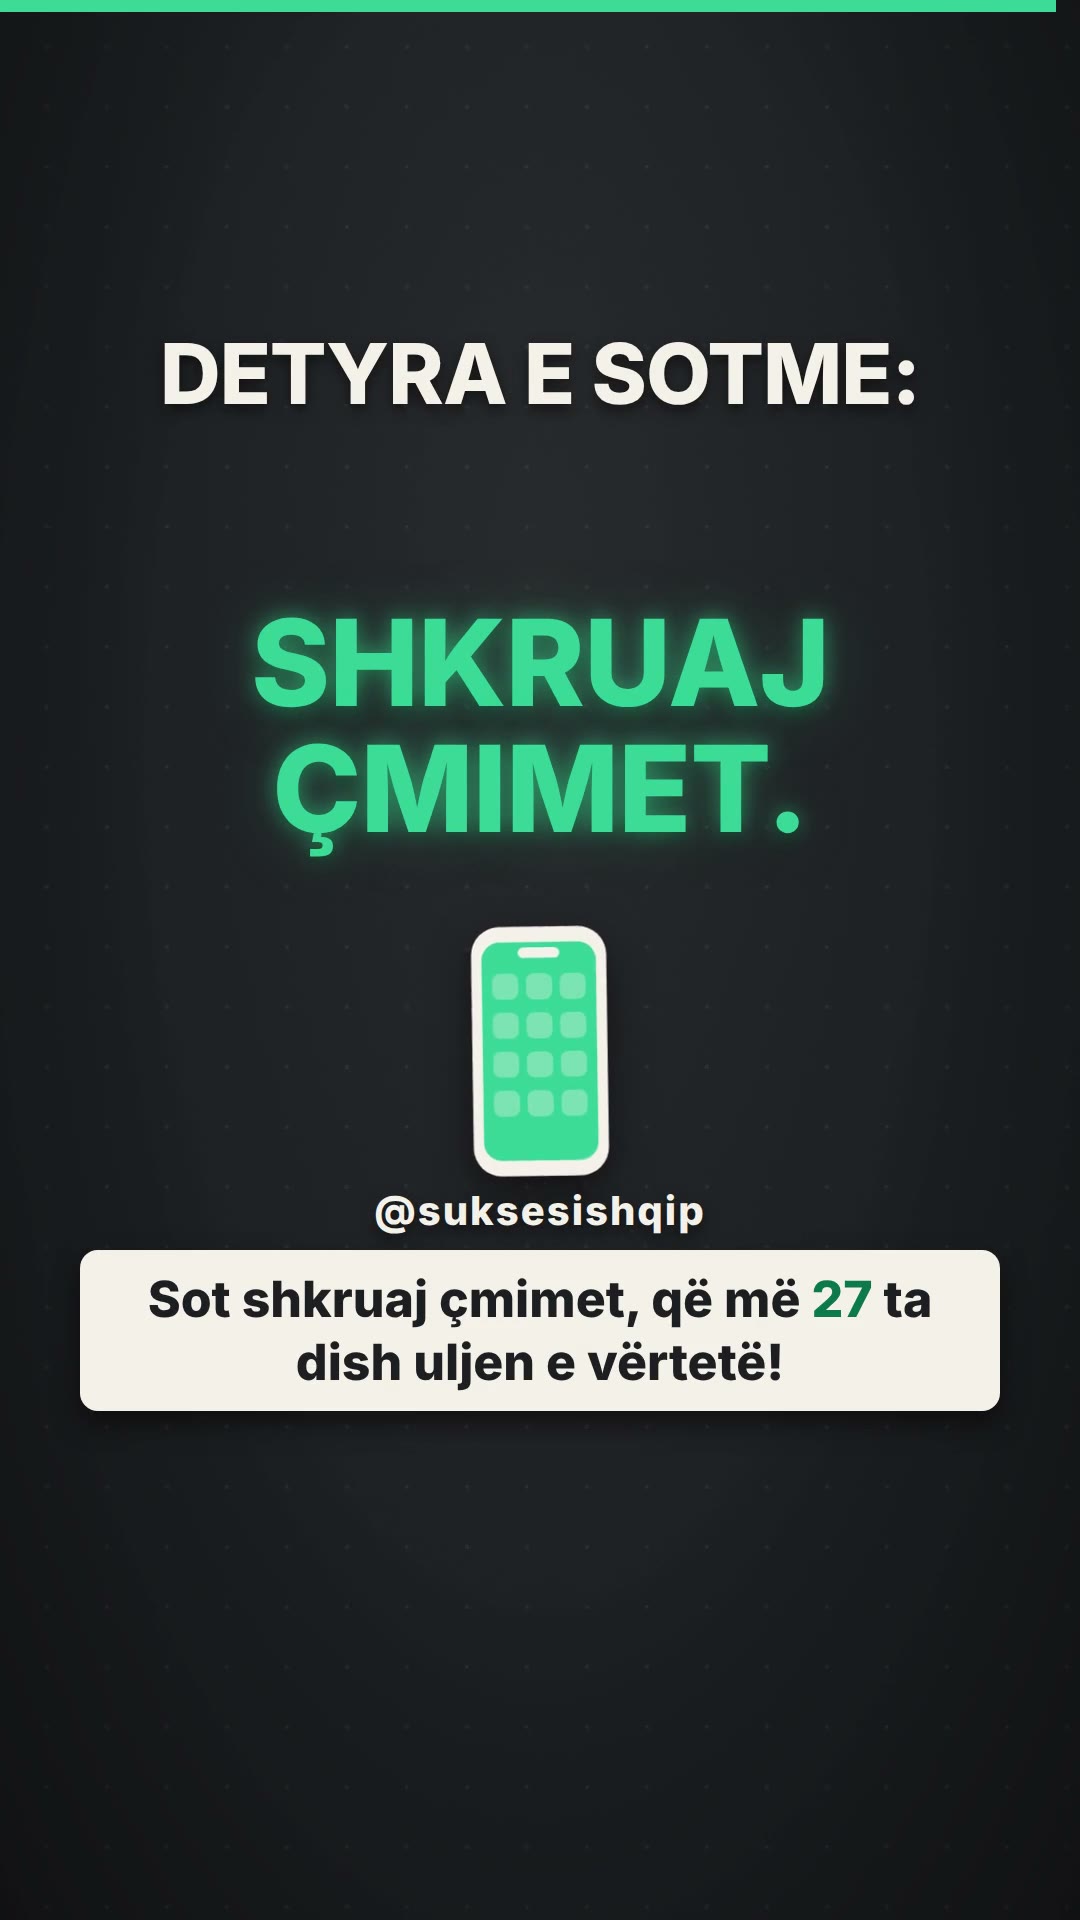 DETYRA E SOTME:
SHKRUAJ
ÇMIMET.
@suksesishqip
Sot shkruaj çmimet, që më 27 ta
dish uljen e vërtetë!